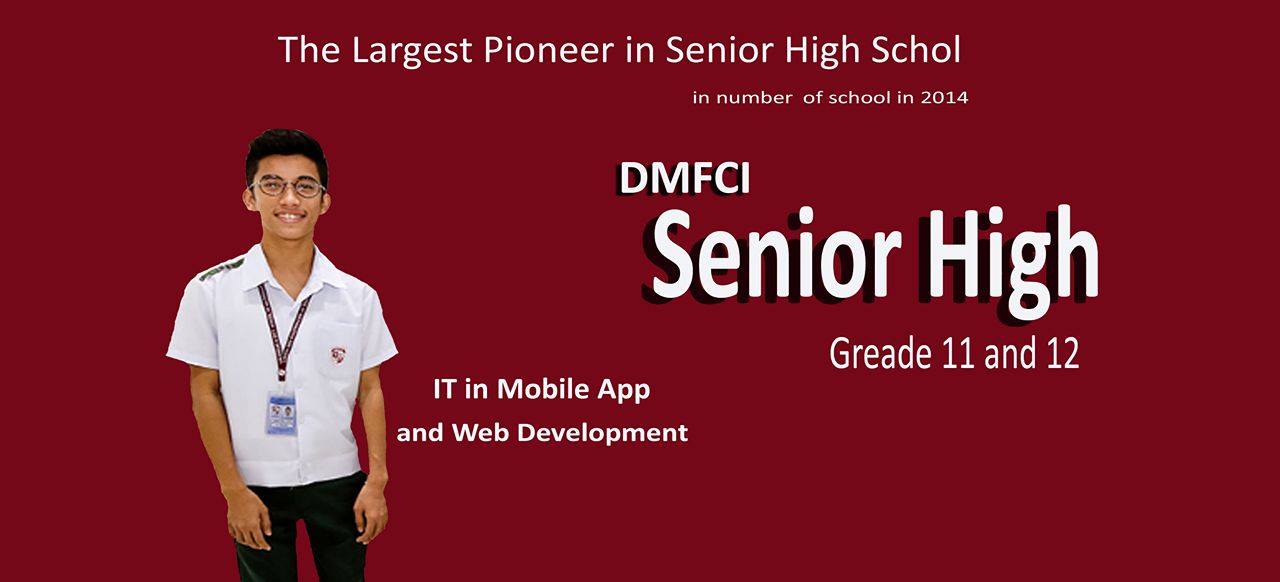 The Largest Pioneer in Senior High Schol
in number of school in 2014
DMFCI
Senior High
Greade 11 and 12
IT in Mobile App
and Web Development